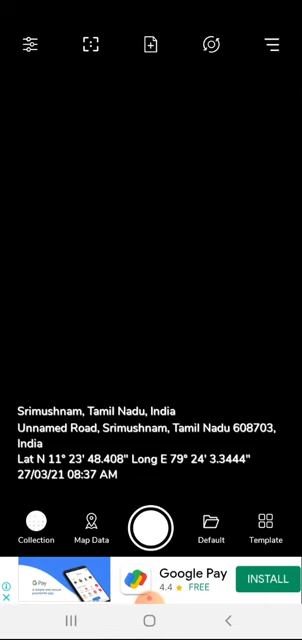 Srimushnam, Tamil Nadu, India
Unnamed Road, Srimushnam, Tamil Nadu 608703,
India
Lat N 11° 23' 48.408" Long E 79° 24' 3.3444"
27/03/21 08:37 AM
Collection
Map Data
Default
Template
G Pay
Google Pay
4.4 ★ FREE
INSTALL